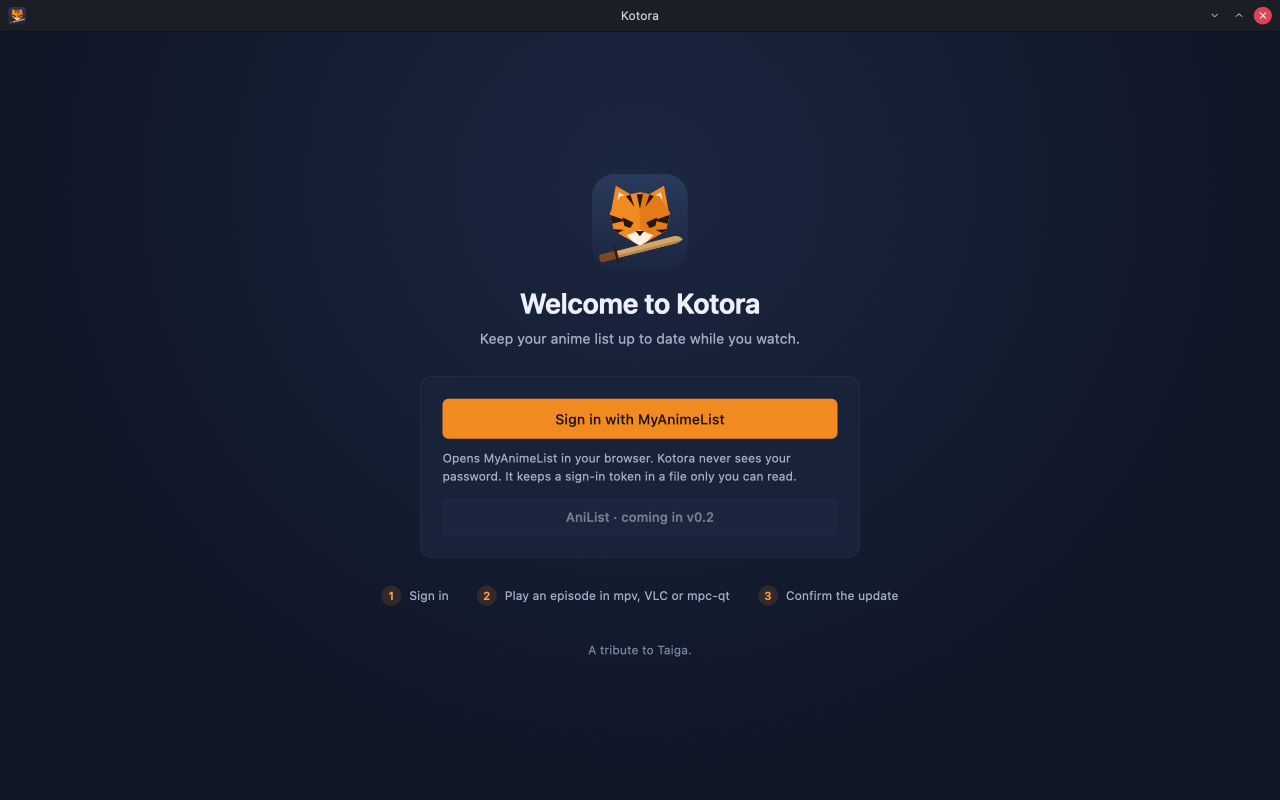 Kotora
Welcome to Kotora
Keep your anime list up to date while you watch.
Sign in with MyAnimeList
Opens MyAnimeList in your browser. Kotora never sees your
password. It keeps a sign-in token in a file only you can read.
AniList · coming in v0.2
1 Sign in 2 Play an episode in mpv, VLC or mpc-qt 3 Confirm the update
A tribute to Taiga.